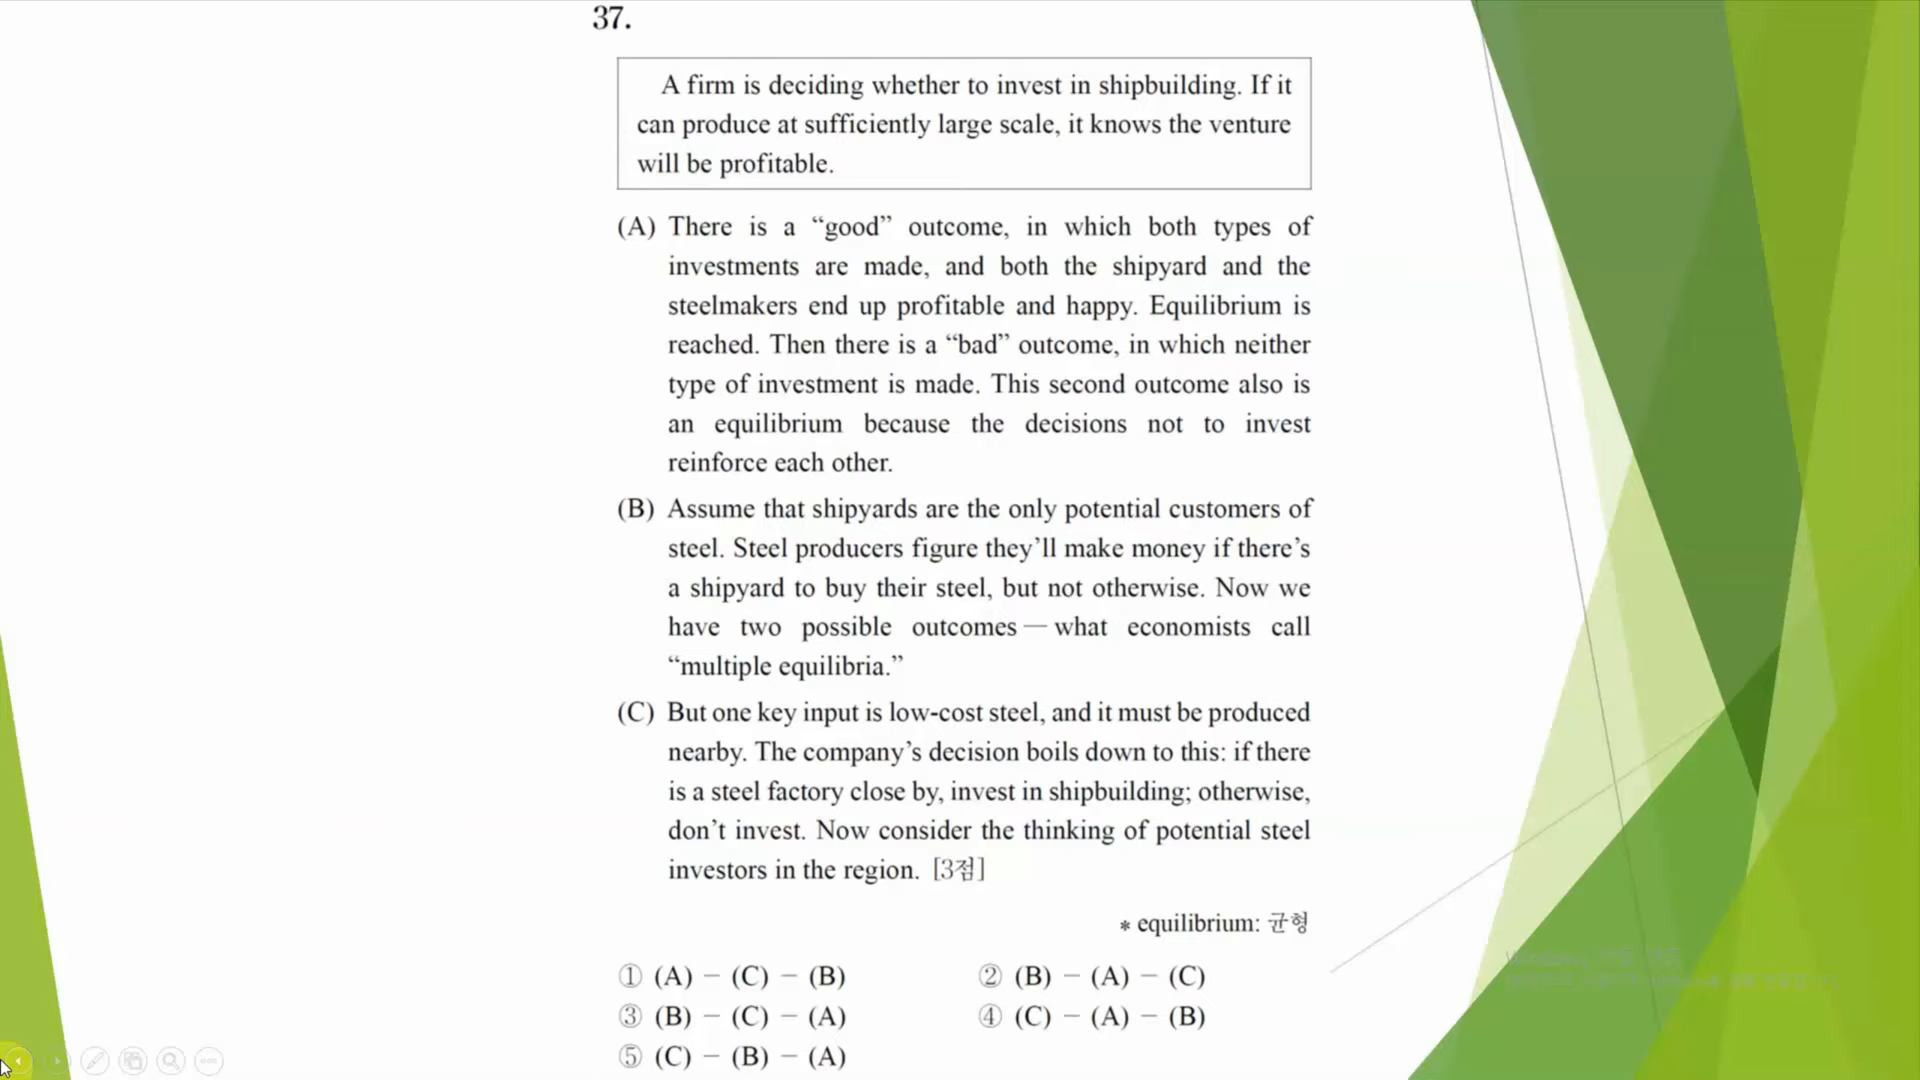 37.
A firm is deciding whether to invest in shipbuilding. If it
can produce at sufficiently large scale, it knows the venture
will be profitable.
(A) There is a “good” outcome, in which both types of
investments are made, and both the shipyard and the
steelmakers end up profitable and happy. Equilibrium is
reached. Then there is a “bad” outcome, in which neither
type of investment is made. This second outcome also is
an equilibrium because the decisions not to invest
reinforce each other.
(B) Assume that shipyards are the only potential customers of
steel. Steel producers figure they’ll make money if there’s
a shipyard to buy their steel, but not otherwise. Now we
have two possible outcomes — what economists call
“multiple equilibria.”
(C) But one key input is low-cost steel, and it must be produced
nearby. The company’s decision boils down to this: if there
is a steel factory close by, invest in shipbuilding; otherwise,
don’t invest. Now consider the thinking of potential steel
investors in the region. [3점]
* equilibrium: 균형
① (A) － (C) － (B) ② (B) － (A) － (C)
③ (B) － (C) － (A) ④ (C) － (A) － (B)
⑤ (C) － (B) － (A)